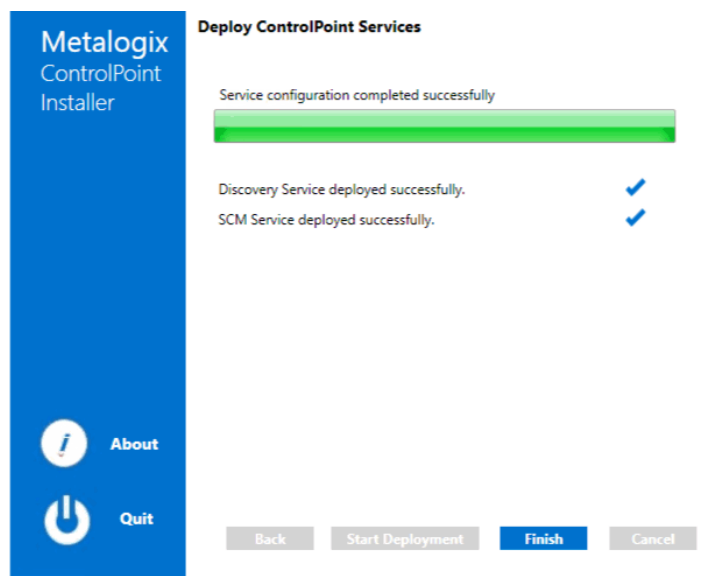 Metalogix
ControlPoint
Installer
Deploy ControlPoint Services
Service configuration completed successfully
Discovery Service deployed successfully.
SCM Service deployed successfully.
About
Quit
Back
Start Deployment
Finish
Cancel